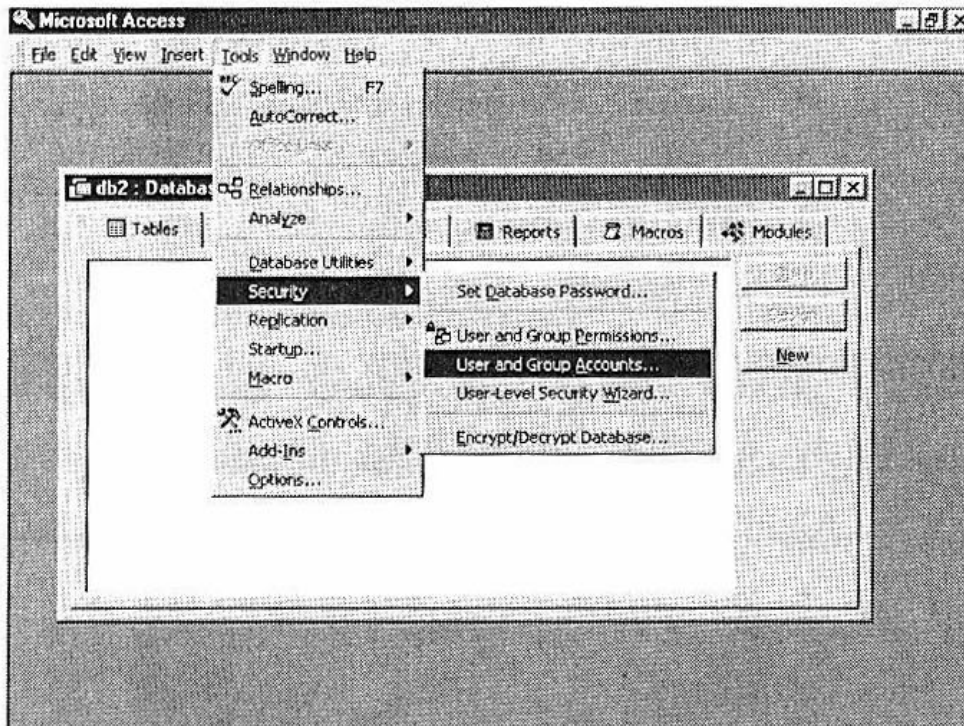 Microsoft Access
File Edit View Insert Tools Window Help
Spelling... F7
AutoCorrect...
db2 : Databas
Relationships...
Analyze
Tables Reports Macros Modules
Database Utilities
Security Set Database Password...
Replication
Startup... User and Group Permissions...
Macro User and Group Accounts...
New
User-Level Security Wizard...
ActiveX Controls...
Add-Ins Encrypt/Decrypt Database...
Options...